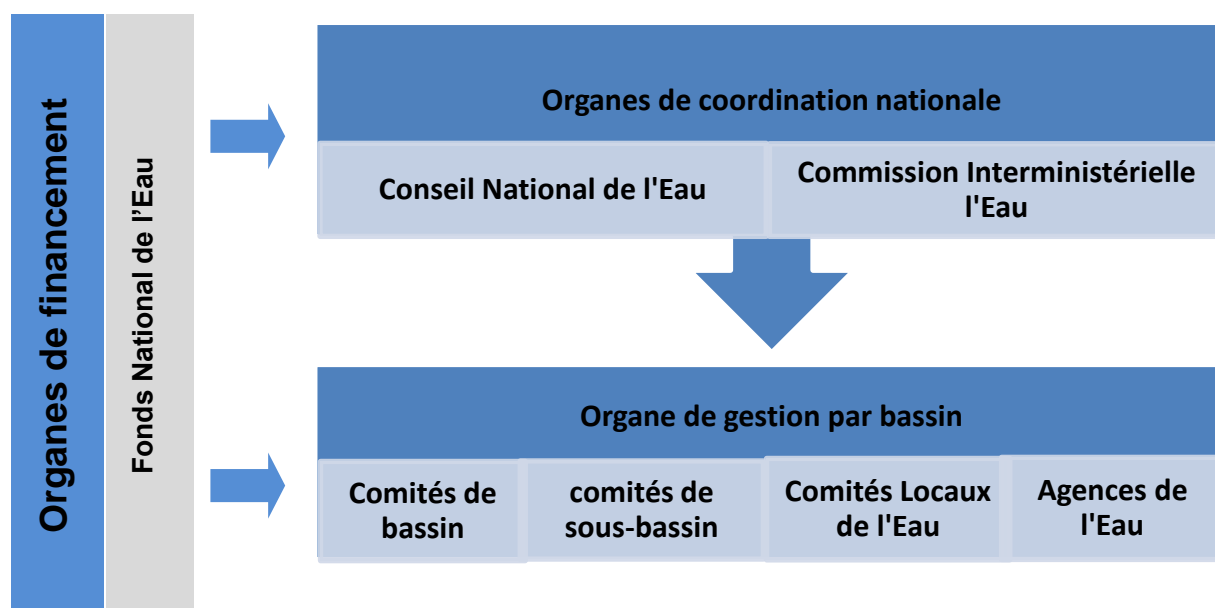 Organes de financement
Fonds National de l’Eau
Organes de coordination nationale
Conseil National de l'Eau
Commission Interministérielle
l'Eau
Organe de gestion par bassin
Comités de
bassin
comités de
sous-bassin
Comités Locaux
de l'Eau
Agences de
l'Eau